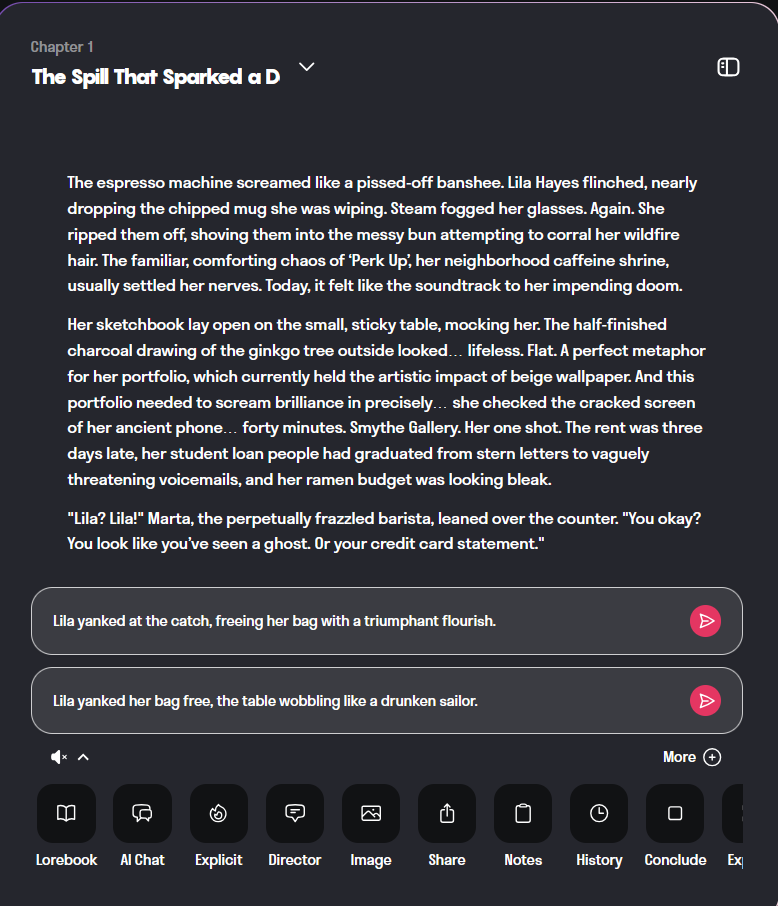 Chapter 1
The Spill That Sparked a D
The espresso machine screamed like a pissed-off banshee. Lila Hayes flinched, nearly
dropping the chipped mug she was wiping. Steam fogged her glasses. Again. She
ripped them off, shoving them into the messy bun attempting to corral her wildfire
hair. The familiar, comforting chaos of ‘Perk Up’, her neighborhood caffeine shrine,
usually settled her nerves. Today, it felt like the soundtrack to her impending doom.
Her sketchbook lay open on the small, sticky table, mocking her. The half-finished
charcoal drawing of the ginkgo tree outside looked… lifeless. Flat. A perfect metaphor
for her portfolio, which currently held the artistic impact of beige wallpaper. And this
portfolio needed to scream brilliance in precisely… she checked the cracked screen
of her ancient phone… forty minutes. Smythe Gallery. Her one shot. The rent was three
days late, her student loan people had graduated from stern letters to vaguely
threatening voicemails, and her ramen budget was looking bleak.
"Lila? Lila!" Marta, the perpetually frazzled barista, leaned over the counter. "You okay?
You look like you’ve seen a ghost. Or your credit card statement."
Lila yanked at the catch, freeing her bag with a triumphant flourish.
Lila yanked her bag free, the table wobbling like a drunken sailor.
More
Lorebook AI Chat Explicit Director Image Share Notes History Conclude Exp